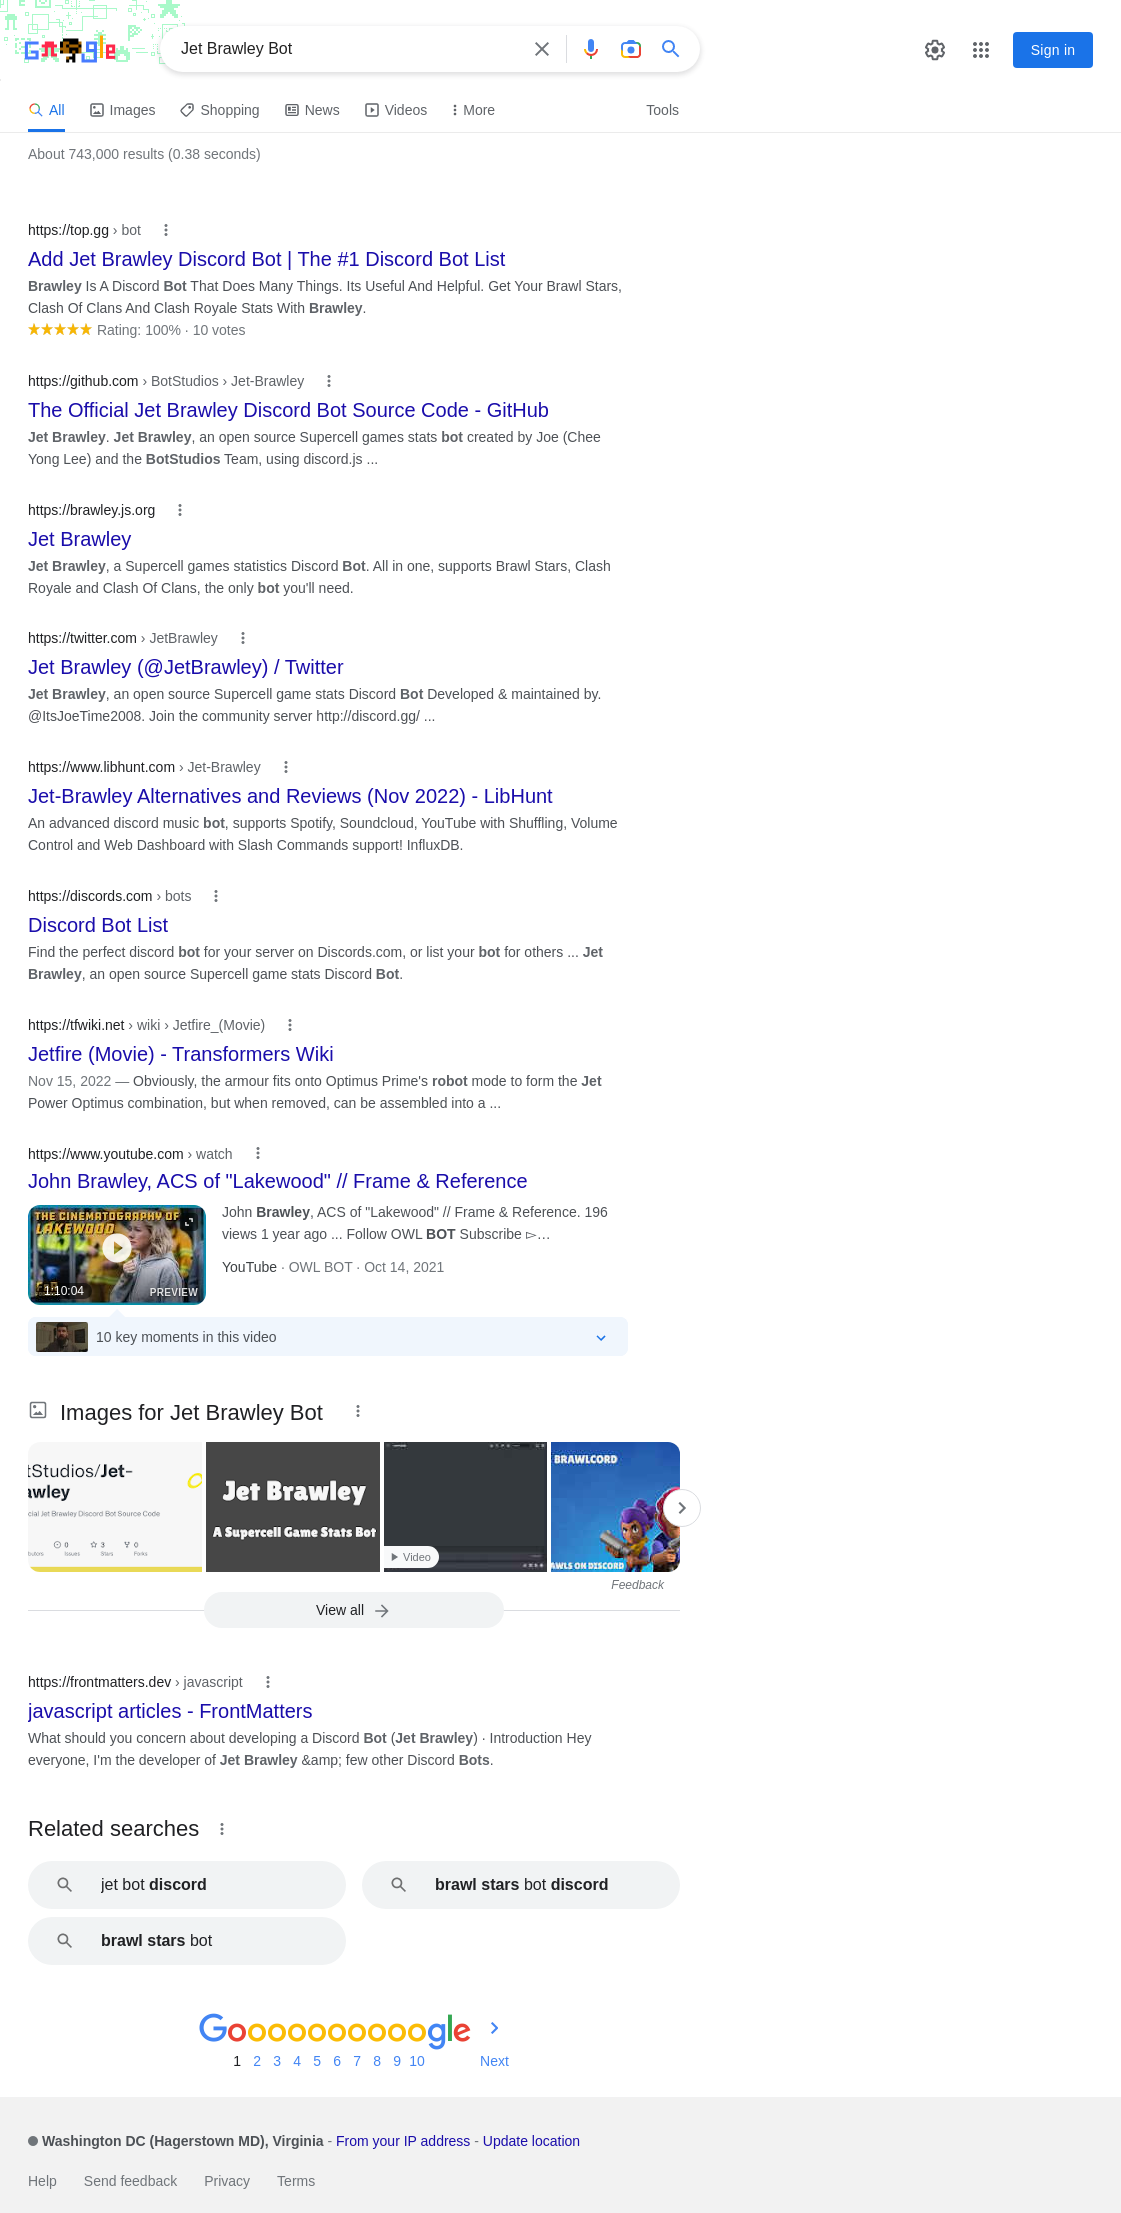 Google
Jet Brawley Bot
Sign in
All
Images
Shopping
News
Videos
More
Tools
About 743,000 results (0.38 seconds)
https://top.gg › bot
Add Jet Brawley Discord Bot | The #1 Discord Bot List
Brawley Is A Discord Bot That Does Many Things. Its Useful And Helpful. Get Your Brawl Stars,
Clash Of Clans And Clash Royale Stats With Brawley.
Rating: 100% · 10 votes
https://github.com › BotStudios › Jet-Brawley
The Official Jet Brawley Discord Bot Source Code - GitHub
Jet Brawley. Jet Brawley, an open source Supercell games stats bot created by Joe (Chee
Yong Lee) and the BotStudios Team, using discord.js ...
https://brawley.js.org
Jet Brawley
Jet Brawley, a Supercell games statistics Discord Bot. All in one, supports Brawl Stars, Clash
Royale and Clash Of Clans, the only bot you'll need.
https://twitter.com › JetBrawley
Jet Brawley (@JetBrawley) / Twitter
Jet Brawley, an open source Supercell game stats Discord Bot Developed & maintained by.
@ItsJoeTime2008. Join the community server http://discord.gg/ ...
https://www.libhunt.com › Jet-Brawley
Jet-Brawley Alternatives and Reviews (Nov 2022) - LibHunt
An advanced discord music bot, supports Spotify, Soundcloud, YouTube with Shuffling, Volume
Control and Web Dashboard with Slash Commands support! InfluxDB.
https://discords.com › bots
Discord Bot List
Find the perfect discord bot for your server on Discords.com, or list your bot for others ... Jet
Brawley, an open source Supercell game stats Discord Bot.
https://tfwiki.net › wiki › Jetfire_(Movie)
Jetfire (Movie) - Transformers Wiki
Nov 15, 2022 — Obviously, the armour fits onto Optimus Prime's robot mode to form the Jet
Power Optimus combination, but when removed, can be assembled into a ...
https://www.youtube.com › watch
John Brawley, ACS of "Lakewood" // Frame & Reference
THE CINEMATOGRAPHY OF
LAKEWOOD
1:10:04
PREVIEW
John Brawley, ACS of "Lakewood" // Frame & Reference. 196
views 1 year ago ... Follow OWL BOT Subscribe ▻…
YouTube · OWL BOT · Oct 14, 2021
10 key moments in this video
Images for Jet Brawley Bot
tStudios/Jet-
awley
cial Jet Brawley Discord Bot Source Code
0
3
0
Issues
Stars
Forks
Jet Brawley
A Supercell Game Stats Bot
Video
BRAWLCORD
AWLS ON DISCORD
Feedback
View all
https://frontmatters.dev › javascript
javascript articles - FrontMatters
What should you concern about developing a Discord Bot (Jet Brawley) · Introduction Hey
everyone, I'm the developer of Jet Brawley &amp; few other Discord Bots.
Related searches
jet bot discord
brawl stars bot discord
brawl stars bot
Goooooooooogle
1 2 3 4 5 6 7 8 9 10 Next
Washington DC (Hagerstown MD), Virginia - From your IP address - Update location
Help Send feedback Privacy Terms